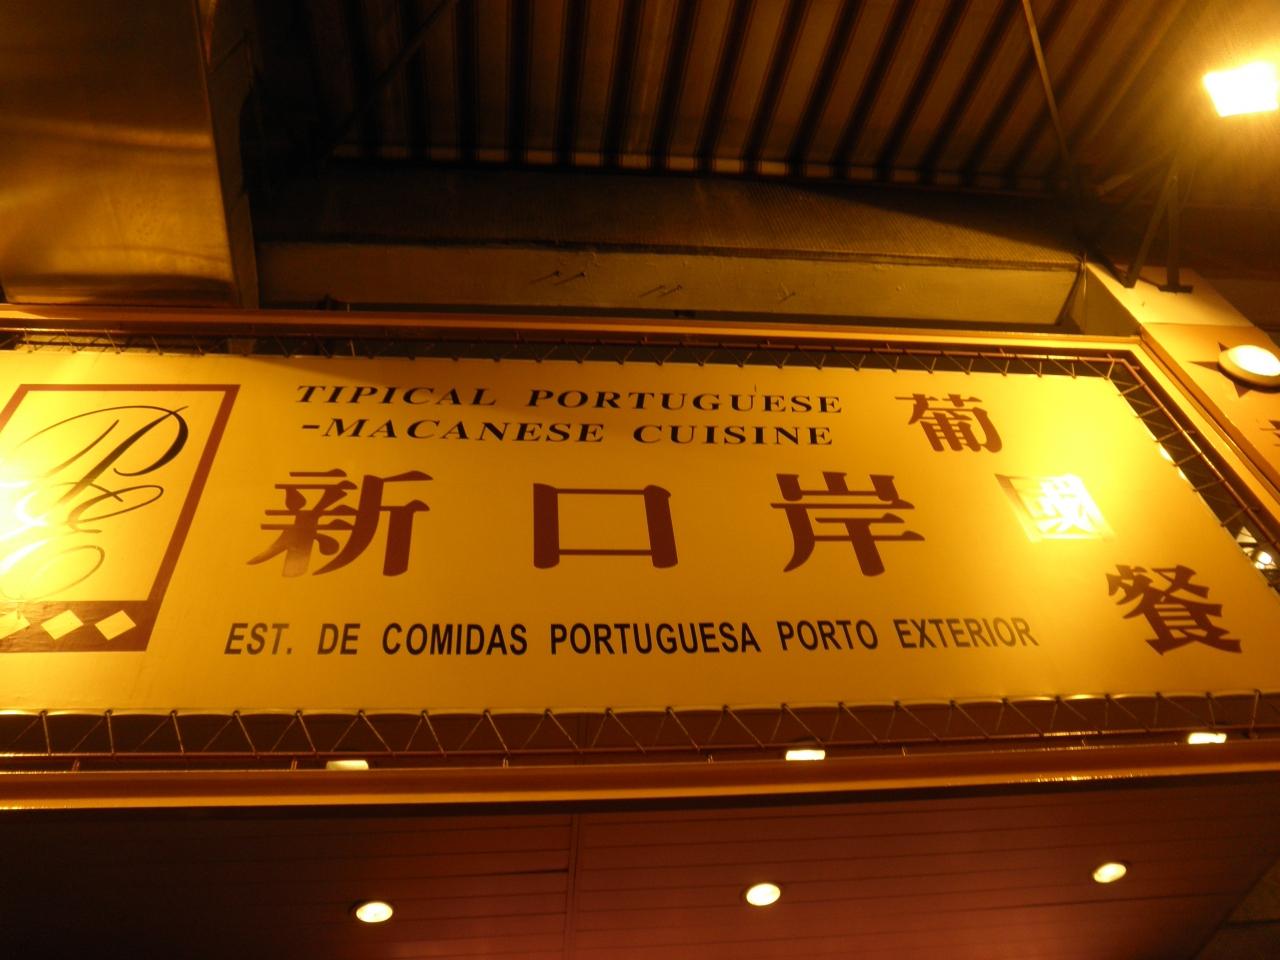 TIPICAL PORTUGUESE
-MACANESE CUISINE
新口岸
葡國餐
EST. DE COMIDAS PORTUGUESA PORTO EXTERIOR